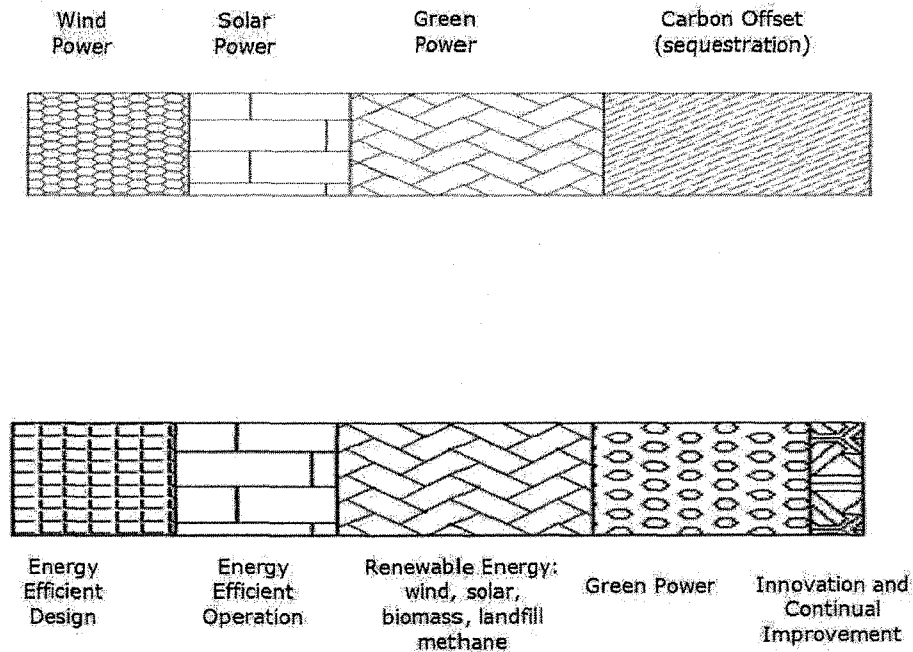 Wind
Power
Solar
Power
Green
Power
Carbon Offset
(sequestration)
Energy
Efficient
Design
Energy
Efficient
Operation
Renewable Energy:
wind, solar,
biomass, landfill
methane
Green Power
Innovation and
Continual
Improvement